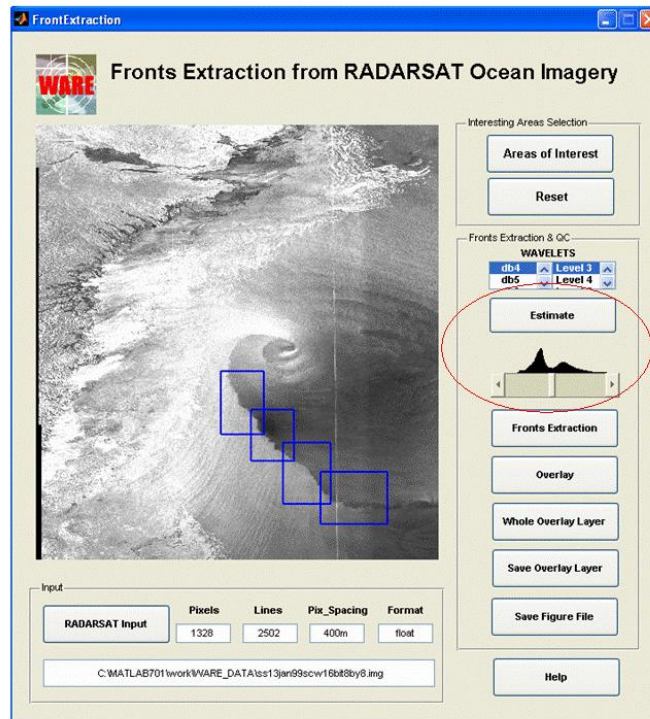 FrontExtraction
WARE
Fronts Extraction from RADARSAT Ocean Imagery
Interesting Areas Selection
Areas of Interest
Reset
Fronts Extraction & QC
WAVELETS
db4 Level 3
db5 Level 4
Estimate
Fronts Extraction
Overlay
Whole Overlay Layer
Save Overlay Layer
Save Figure File
Help
Input
RADARSAT Input
Pixels Lines Pix_Spacing Format
1328 2502 400m float
C:\MATLAB701\work\WARE_DATA\ss13jan99scw16bit8by8.img